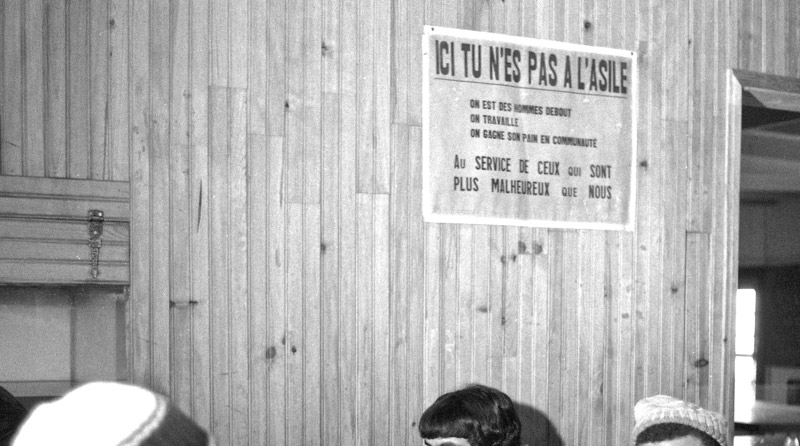 ICI TU N'ES PAS A L'ASILE
ON EST DES HOMMES DEBOUT
ON TRAVAILLE
ON GAGNE SON PAIN EN COMMUNAUTÉ
AU SERVICE DE CEUX QUI SONT
PLUS MALHEUREUX QUE NOUS